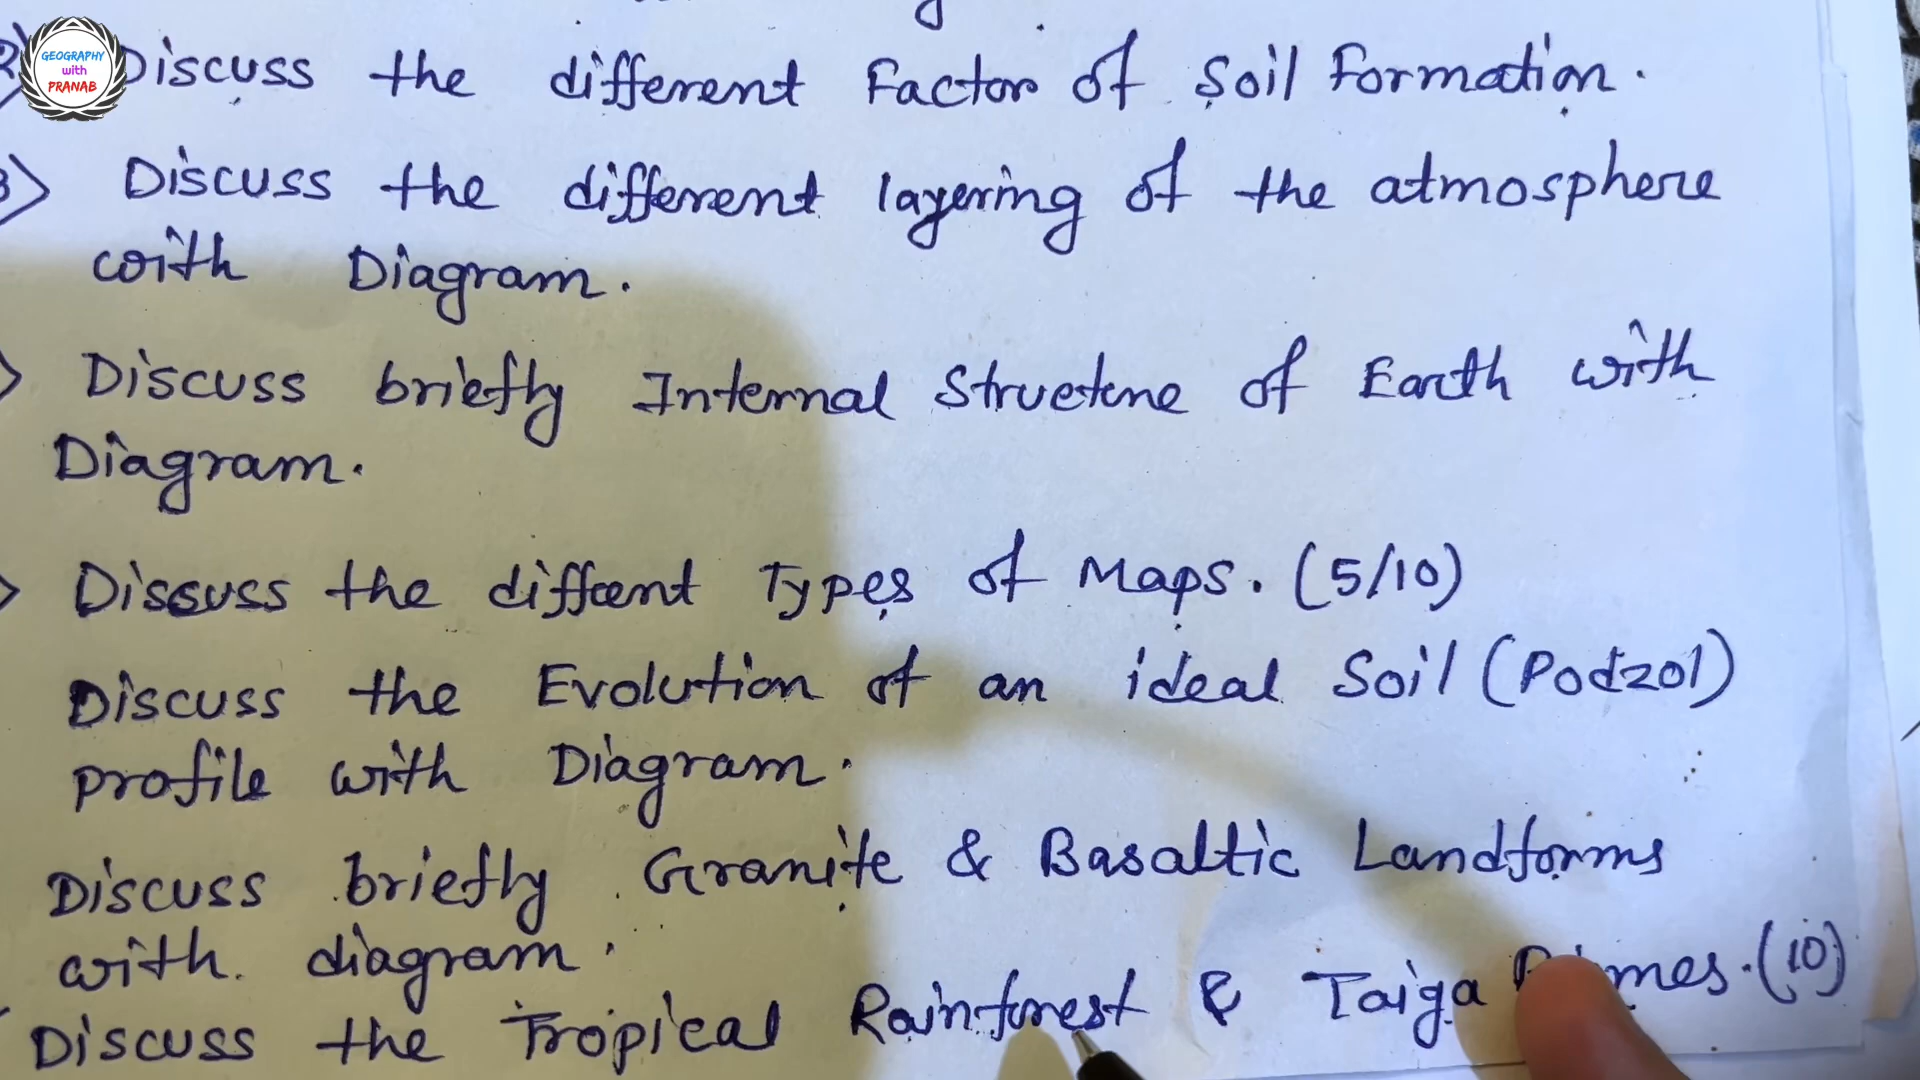 GEOGRAPHY
with
PRANAB
Discuss the different Factor of Soil Formation.
Discuss the different layering of the atmosphere
with Diagram.
Discuss briefly Internal Structure of Earth with
Diagram.
Discuss the different Types of Maps. (5/10)
Discuss the Evolution of an ideal Soil (Podzol)
profile with Diagram.
Discuss briefly Granite & Basaltic Landforms
with. diagram.
Discuss the Tropical Rainforest & Taiga (10)